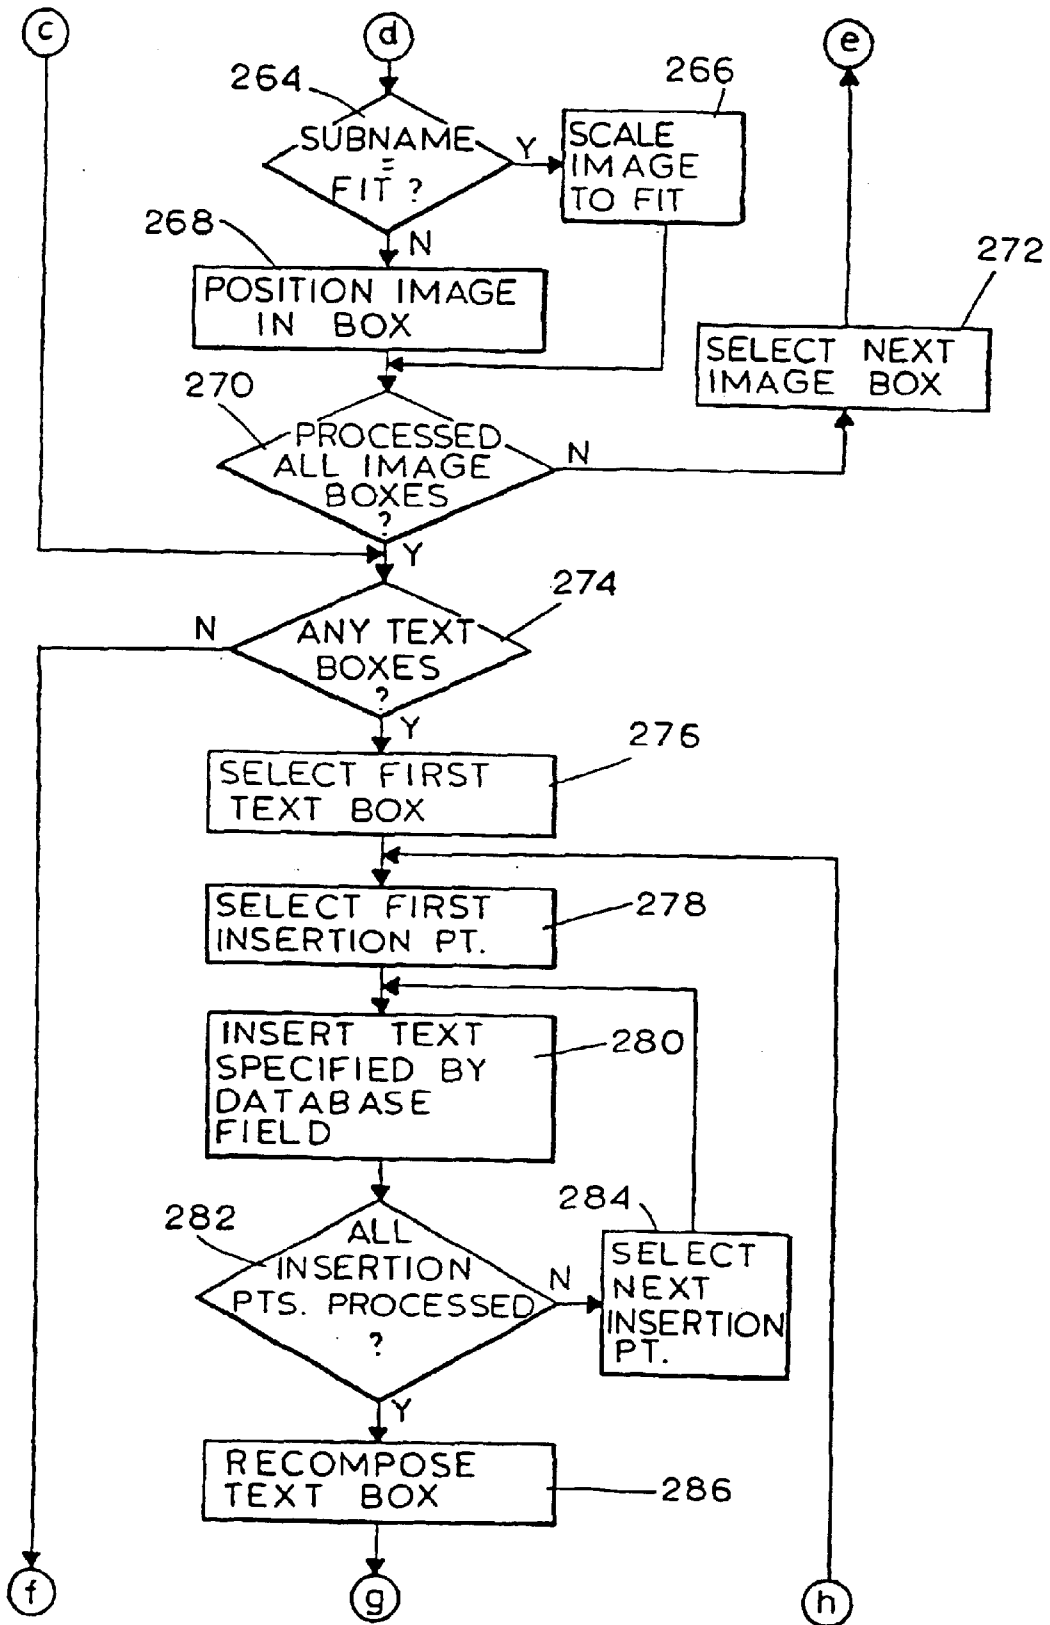 c
d
e
264
266
SUBNAME
=
FIT ?
Y
SCALE
IMAGE
TO FIT
268
N
272
POSITION IMAGE
IN BOX
SELECT NEXT
IMAGE BOX
270
PROCESSED
ALL IMAGE
BOXES
?
N
Y
274
N
ANY TEXT
BOXES
?
Y
276
SELECT FIRST
TEXT BOX
278
SELECT FIRST
INSERTION PT.
280
INSERT TEXT
SPECIFIED BY
DATABASE
FIELD
282
284
ALL
INSERTION
PTS. PROCESSED
?
N
SELECT
NEXT
INSERTION
PT.
Y
RECOMPOSE
TEXT BOX
286
f
g
h